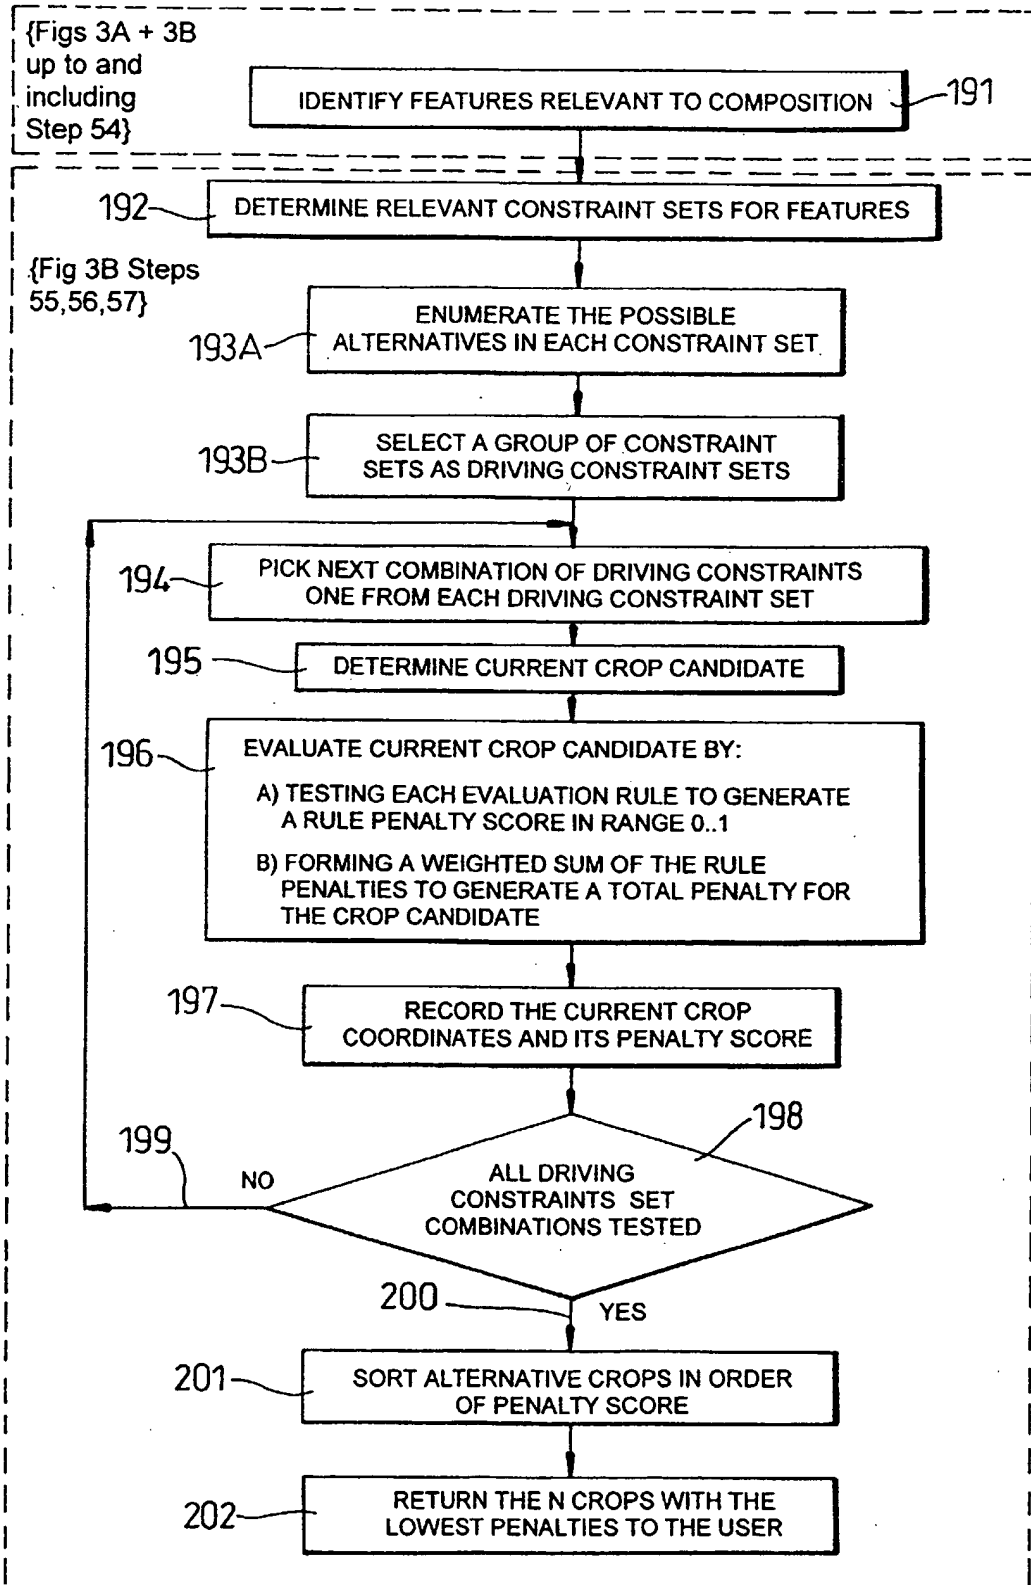 {Figs 3A + 3B
up to and
including
Step 54}
IDENTIFY FEATURES RELEVANT TO COMPOSITION
191
192
DETERMINE RELEVANT CONSTRAINT SETS FOR FEATURES
{Fig 3B Steps
55,56,57}
ENUMERATE THE POSSIBLE
ALTERNATIVES IN EACH CONSTRAINT SET
193A
SELECT A GROUP OF CONSTRAINT
SETS AS DRIVING CONSTRAINT SETS
193B
PICK NEXT COMBINATION OF DRIVING CONSTRAINTS
ONE FROM EACH DRIVING CONSTRAINT SET
194
195
DETERMINE CURRENT CROP CANDIDATE
196
EVALUATE CURRENT CROP CANDIDATE BY:
A) TESTING EACH EVALUATION RULE TO GENERATE
A RULE PENALTY SCORE IN RANGE 0..1
B) FORMING A WEIGHTED SUM OF THE RULE
PENALTIES TO GENERATE A TOTAL PENALTY FOR
THE CROP CANDIDATE
197
RECORD THE CURRENT CROP
COORDINATES AND ITS PENALTY SCORE
198
199
NO
ALL DRIVING
CONSTRAINTS SET
COMBINATIONS TESTED
200
YES
201
SORT ALTERNATIVE CROPS IN ORDER
OF PENALTY SCORE
202
RETURN THE N CROPS WITH THE
LOWEST PENALTIES TO THE USER